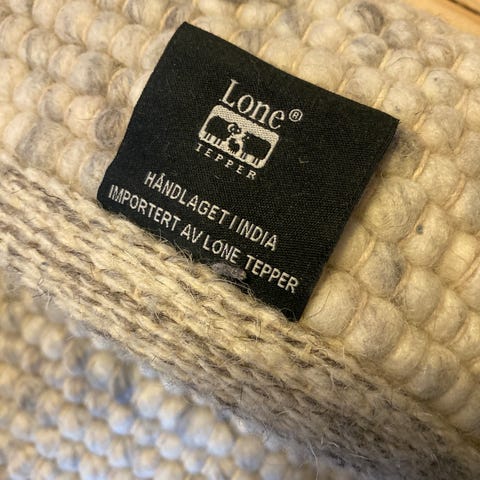 Lone®
TEPPER
HÅNDLAGET I INDIA
IMPORTERT AV LONE TEPPER